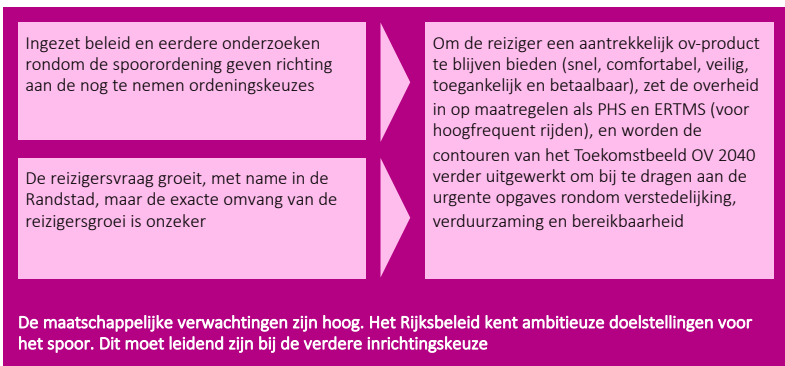 Ingezet beleid en eerdere onderzoeken
rondom de spoorordening geven richting
aan de nog te nemen ordeningskeuzes
De reizigersvraag groeit, met name in de
Randstad, maar de exacte omvang van de
reizigersgroei is onzeker
Om de reiziger een aantrekkelijk ov-product
te blijven bieden (snel, comfortabel, veilig,
toegankelijk en betaalbaar), zet de overheid
in op maatregelen als PHS en ERTMS (voor
hoogfrequent rijden), en worden de
contouren van het Toekomstbeeld OV 2040
verder uitgewerkt om bij te dragen aan de
urgente opgaves rondom verstedelijking,
verduurzaming en bereikbaarheid
De maatschappelijke verwachtingen zijn hoog. Het Rijksbeleid kent ambitieuze doelstellingen voor
het spoor. Dit moet leidend zijn bij de verdere inrichtingskeuze